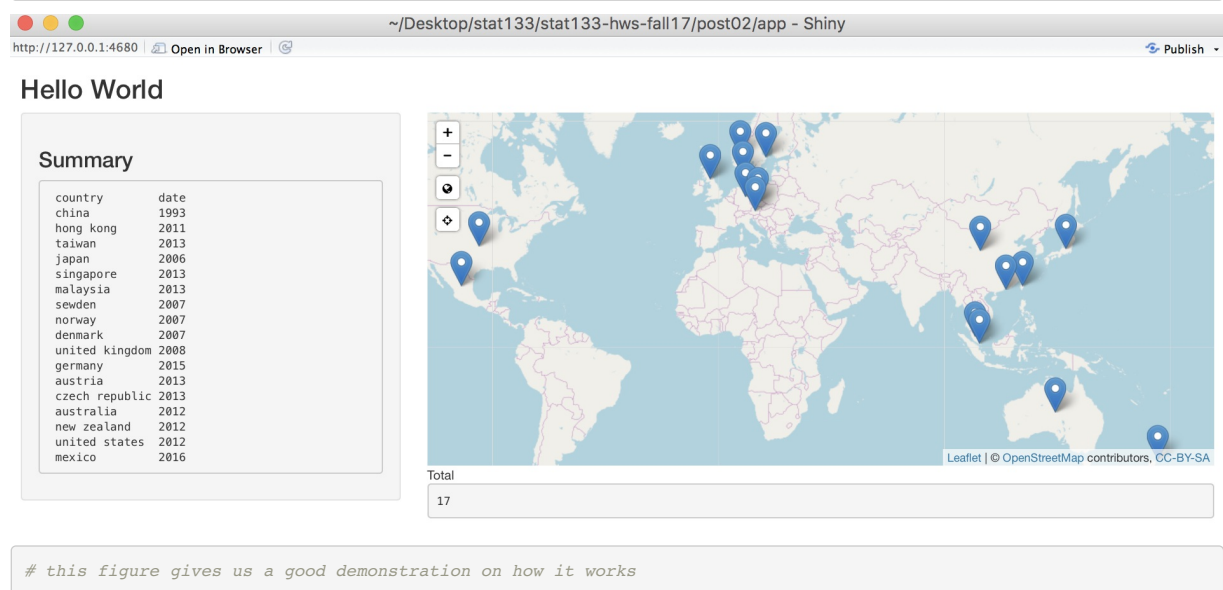 ~/Desktop/stat133/stat133-hws-fall17/post02/app - Shiny
http://127.0.0.1:4680 Open in Browser Publish
Hello World
Summary
country date
china 1993
hong kong 2011
taiwan 2013
japan 2006
singapore 2013
malaysia 2013
sewden 2007
norway 2007
denmark 2007
united kingdom 2008
germany 2015
austria 2013
czech republic 2013
australia 2012
new zealand 2012
united states 2012
mexico 2016
+
-
Leaflet | © OpenStreetMap contributors, CC-BY-SA
Total
17
# this figure gives us a good demonstration on how it works